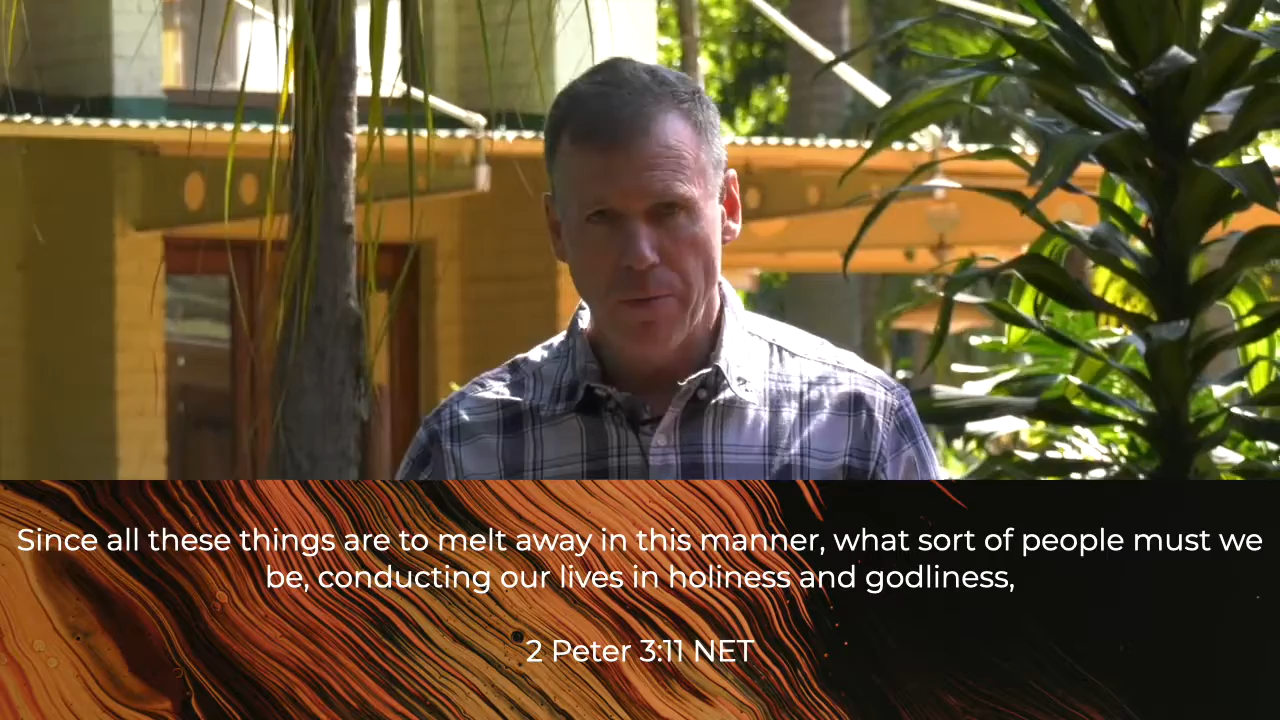 Since all these things are to melt away in this manner, what sort of people must we
be, conducting our lives in holiness and godliness,
2 Peter 3:11 NET